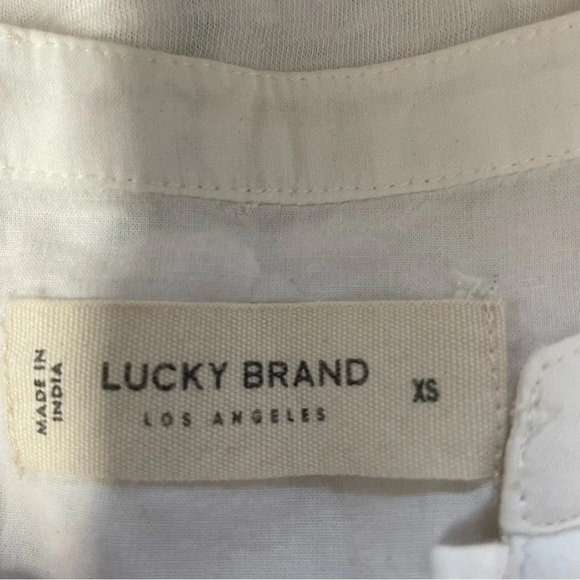 MADE IN
INDIA
LUCKY BRAND
LOS ANGELES
XS